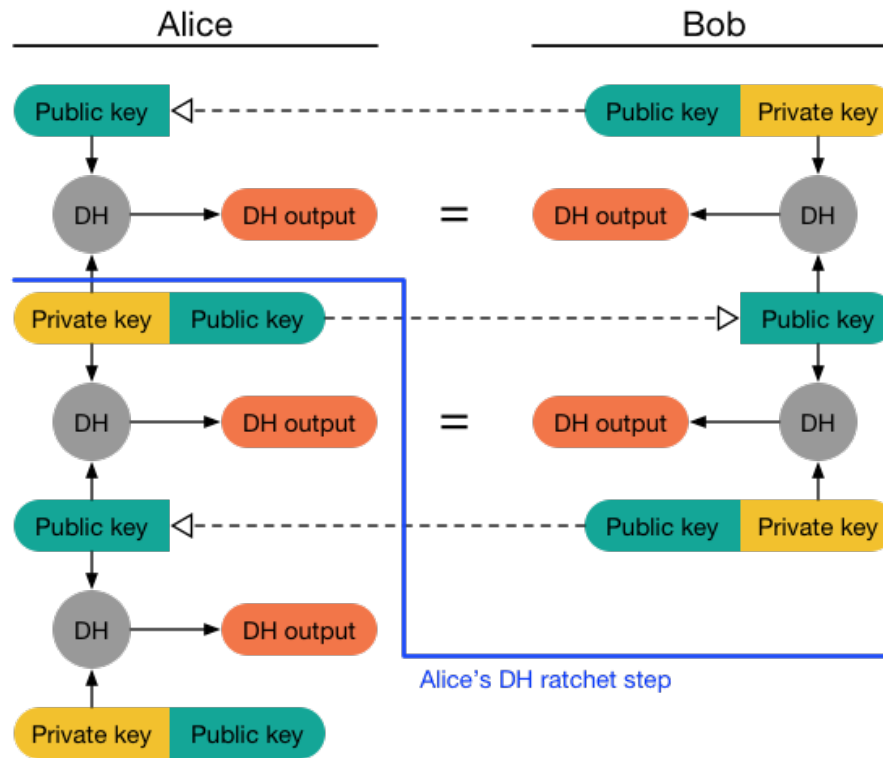 Alice Bob
Public key Public key Private key
DH DH output = DH output DH
Private key Public key Public key
DH DH output = DH output DH
Public key Public key Private key
DH DH output
Alice's DH ratchet step
Private key Public key